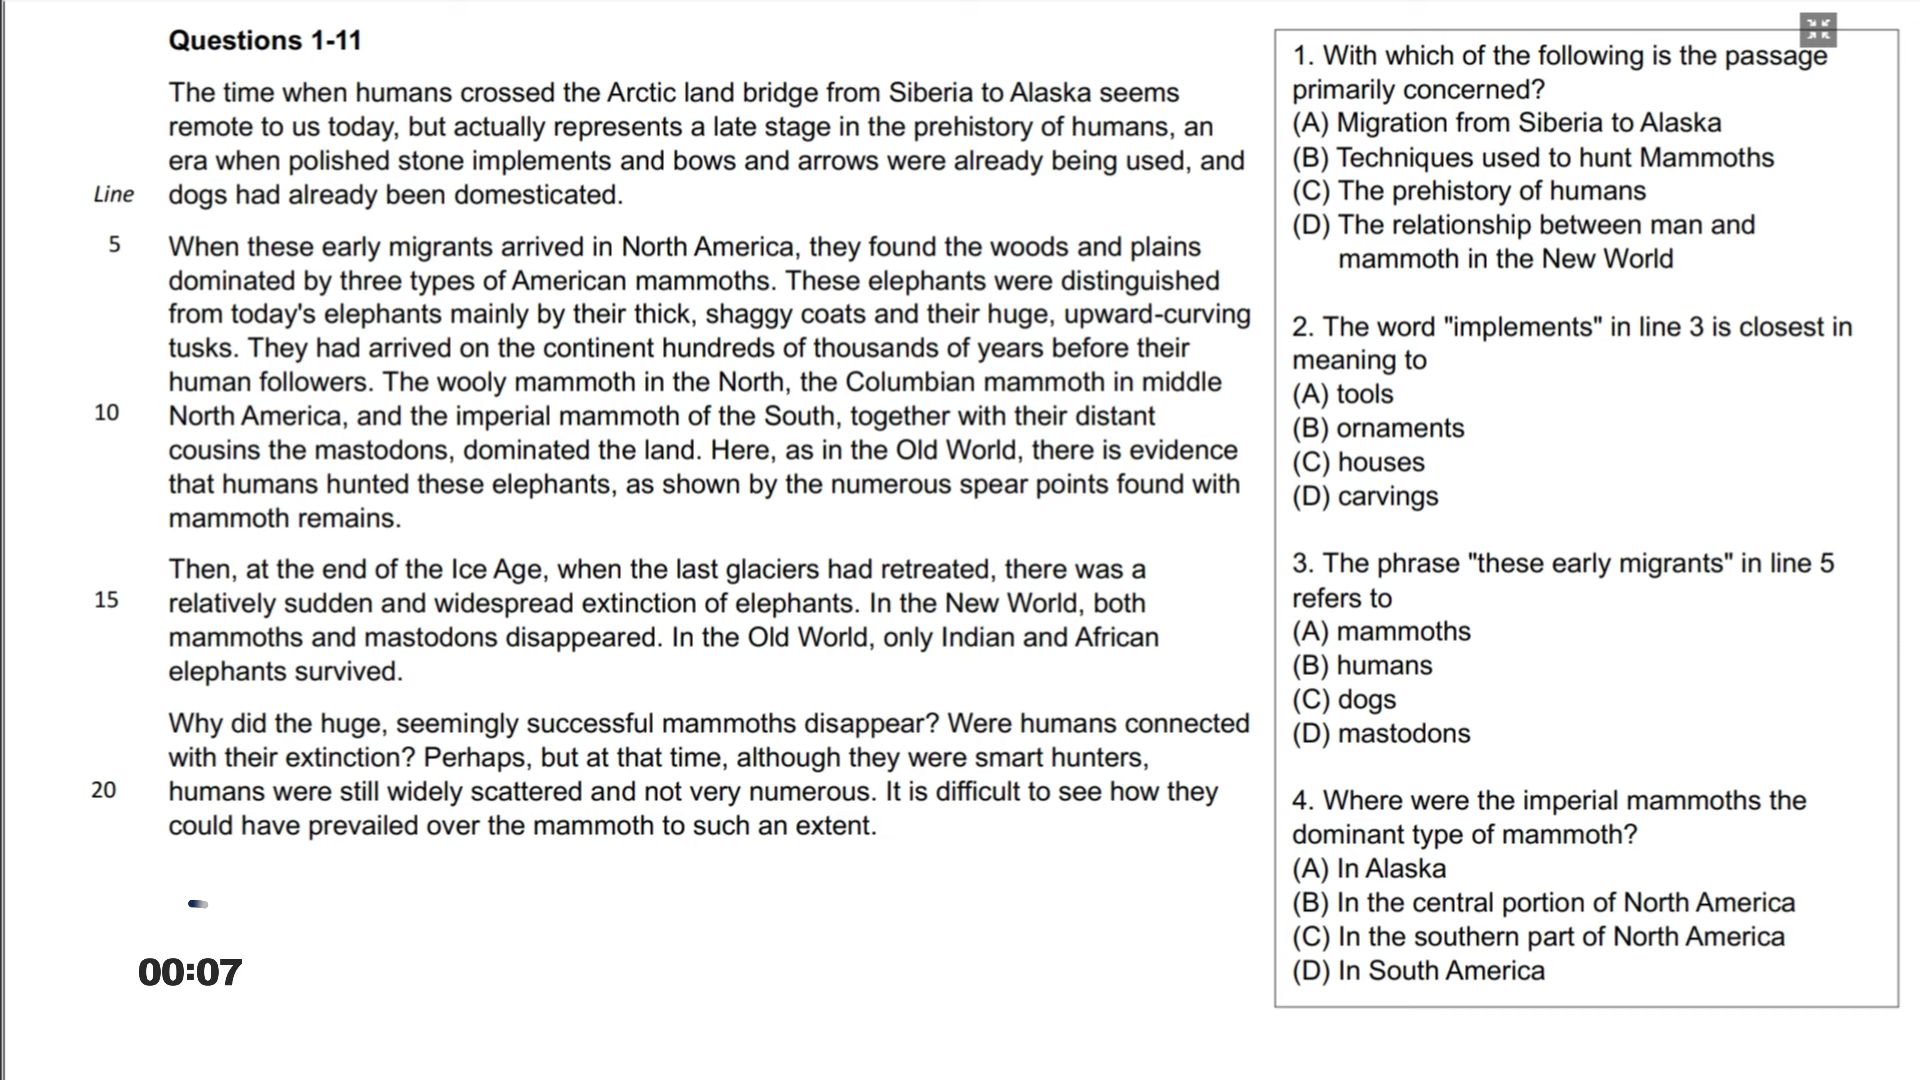 Questions 1-11
The time when humans crossed the Arctic land bridge from Siberia to Alaska seems
remote to us today, but actually represents a late stage in the prehistory of humans, an
era when polished stone implements and bows and arrows were already being used, and
Line dogs had already been domesticated.
5 When these early migrants arrived in North America, they found the woods and plains
dominated by three types of American mammoths. These elephants were distinguished
from today's elephants mainly by their thick, shaggy coats and their huge, upward-curving
tusks. They had arrived on the continent hundreds of thousands of years before their
human followers. The wooly mammoth in the North, the Columbian mammoth in middle
10 North America, and the imperial mammoth of the South, together with their distant
cousins the mastodons, dominated the land. Here, as in the Old World, there is evidence
that humans hunted these elephants, as shown by the numerous spear points found with
mammoth remains.
Then, at the end of the Ice Age, when the last glaciers had retreated, there was a
15 relatively sudden and widespread extinction of elephants. In the New World, both
mammoths and mastodons disappeared. In the Old World, only Indian and African
elephants survived.
Why did the huge, seemingly successful mammoths disappear? Were humans connected
with their extinction? Perhaps, but at that time, although they were smart hunters,
20 humans were still widely scattered and not very numerous. It is difficult to see how they
could have prevailed over the mammoth to such an extent.
00:07
1. With which of the following is the passage
primarily concerned?
(A) Migration from Siberia to Alaska
(B) Techniques used to hunt Mammoths
(C) The prehistory of humans
(D) The relationship between man and
mammoth in the New World
2. The word "implements" in line 3 is closest in
meaning to
(A) tools
(B) ornaments
(C) houses
(D) carvings
3. The phrase "these early migrants" in line 5
refers to
(A) mammoths
(B) humans
(C) dogs
(D) mastodons
4. Where were the imperial mammoths the
dominant type of mammoth?
(A) In Alaska
(B) In the central portion of North America
(C) In the southern part of North America
(D) In South America